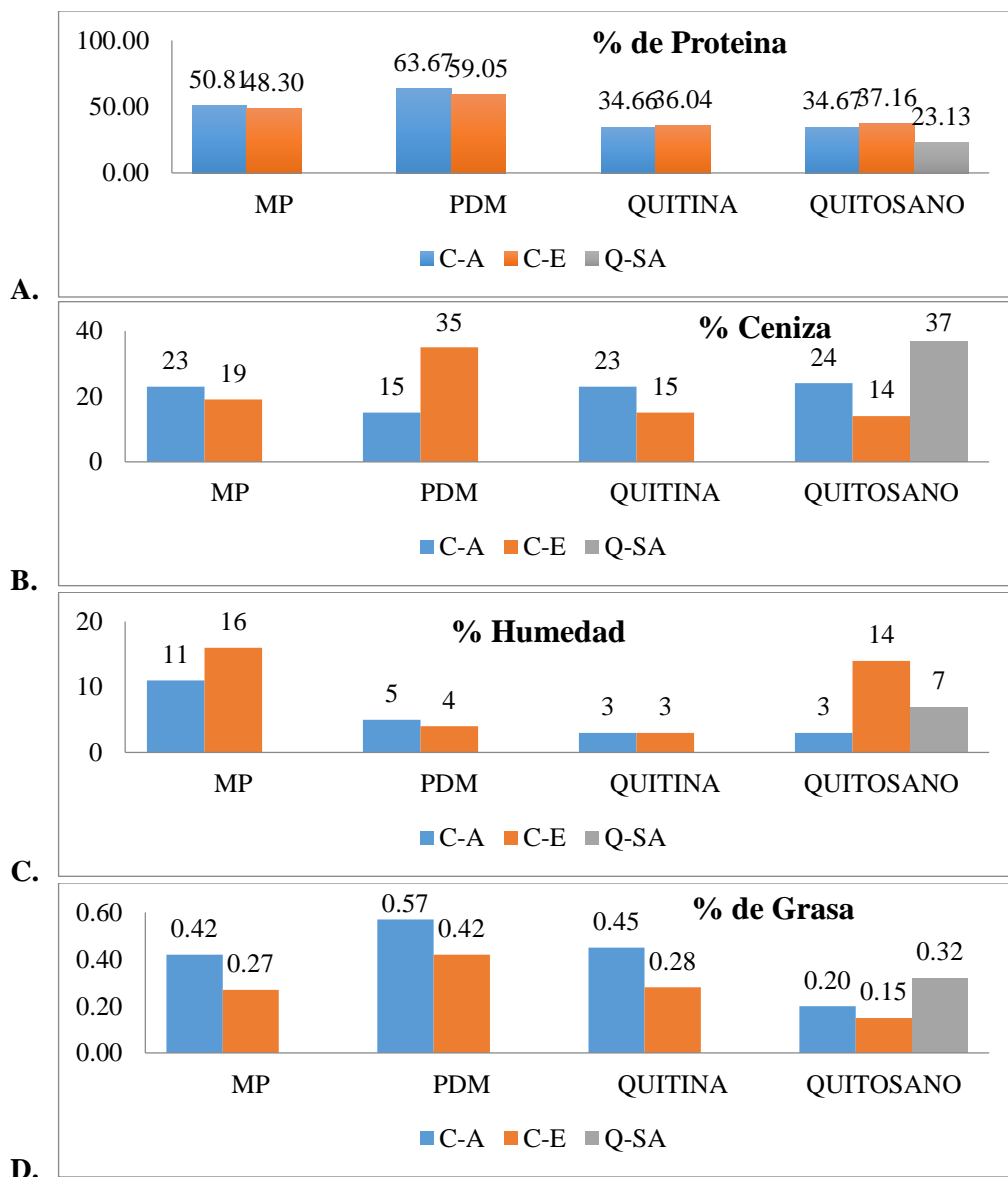 % de Proteina
100.00
50.00
0.00
50.81 48.30 63.67 59.05 34.66 36.04 34.67 37.16 23.13
MP PDM QUITINA QUITOSANO
C-A C-E Q-SA
A.
% Ceniza
40
20
0
23 19 15 35 23 15 24 14 37
MP PDM QUITINA QUITOSANO
C-A C-E Q-SA
B.
% Humedad
20
10
0
11 16 5 4 3 3 3 14 7
MP PDM QUITINA QUITOSANO
C-A C-E Q-SA
C.
% de Grasa
0.60
0.40
0.20
0.00
0.42 0.27 0.57 0.42 0.45 0.28 0.20 0.15 0.32
MP PDM QUITINA QUITOSANO
C-A C-E Q-SA
D.